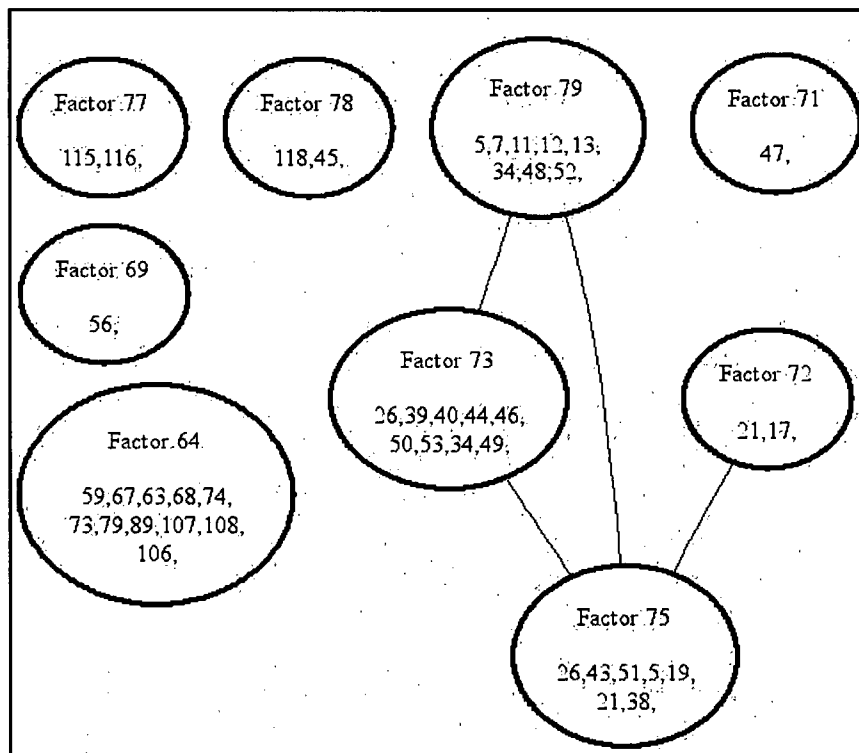 Factor 77
115,116,
Factor 78
118,45,
Factor 79
5,7,11,12,13,
34,48,52,
Factor 71
47,
Factor 69
56,
Factor 73
26,39,40,44,46,
50,53,34,49,
Factor 72
21,17,
Factor 64
59,67,63,68,74,
73,79,89,107,108,
106,
Factor 75
26,43,51,5,19,
21,38,